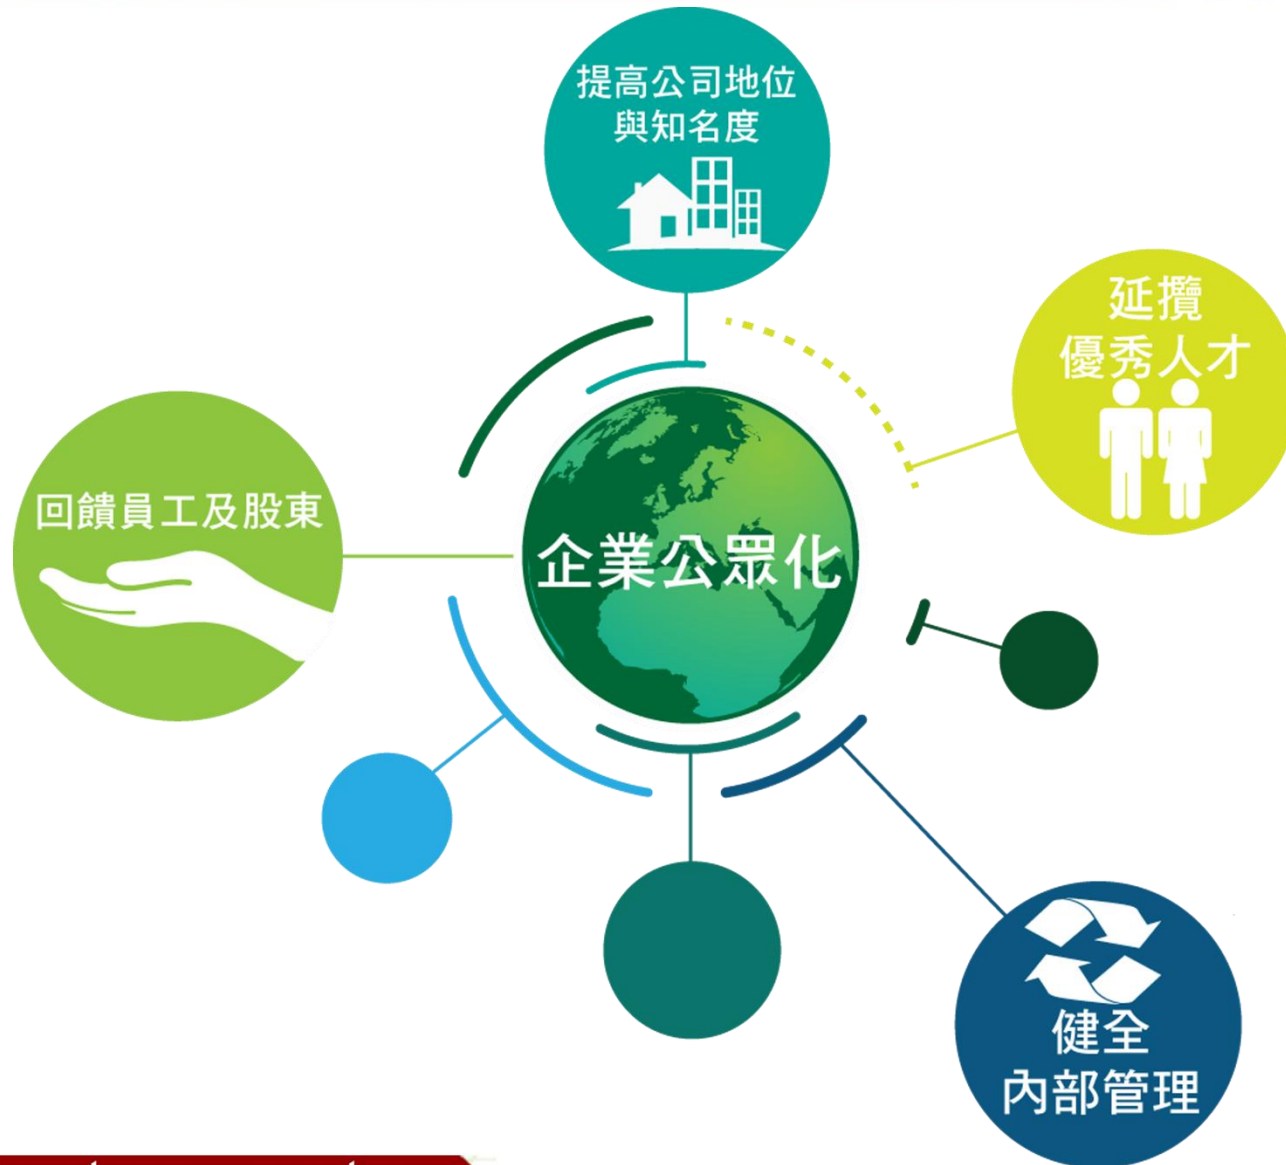 提高公司地位
與知名度
延攬
優秀人才
回饋員工及股東
企業公眾化
健全
內部管理